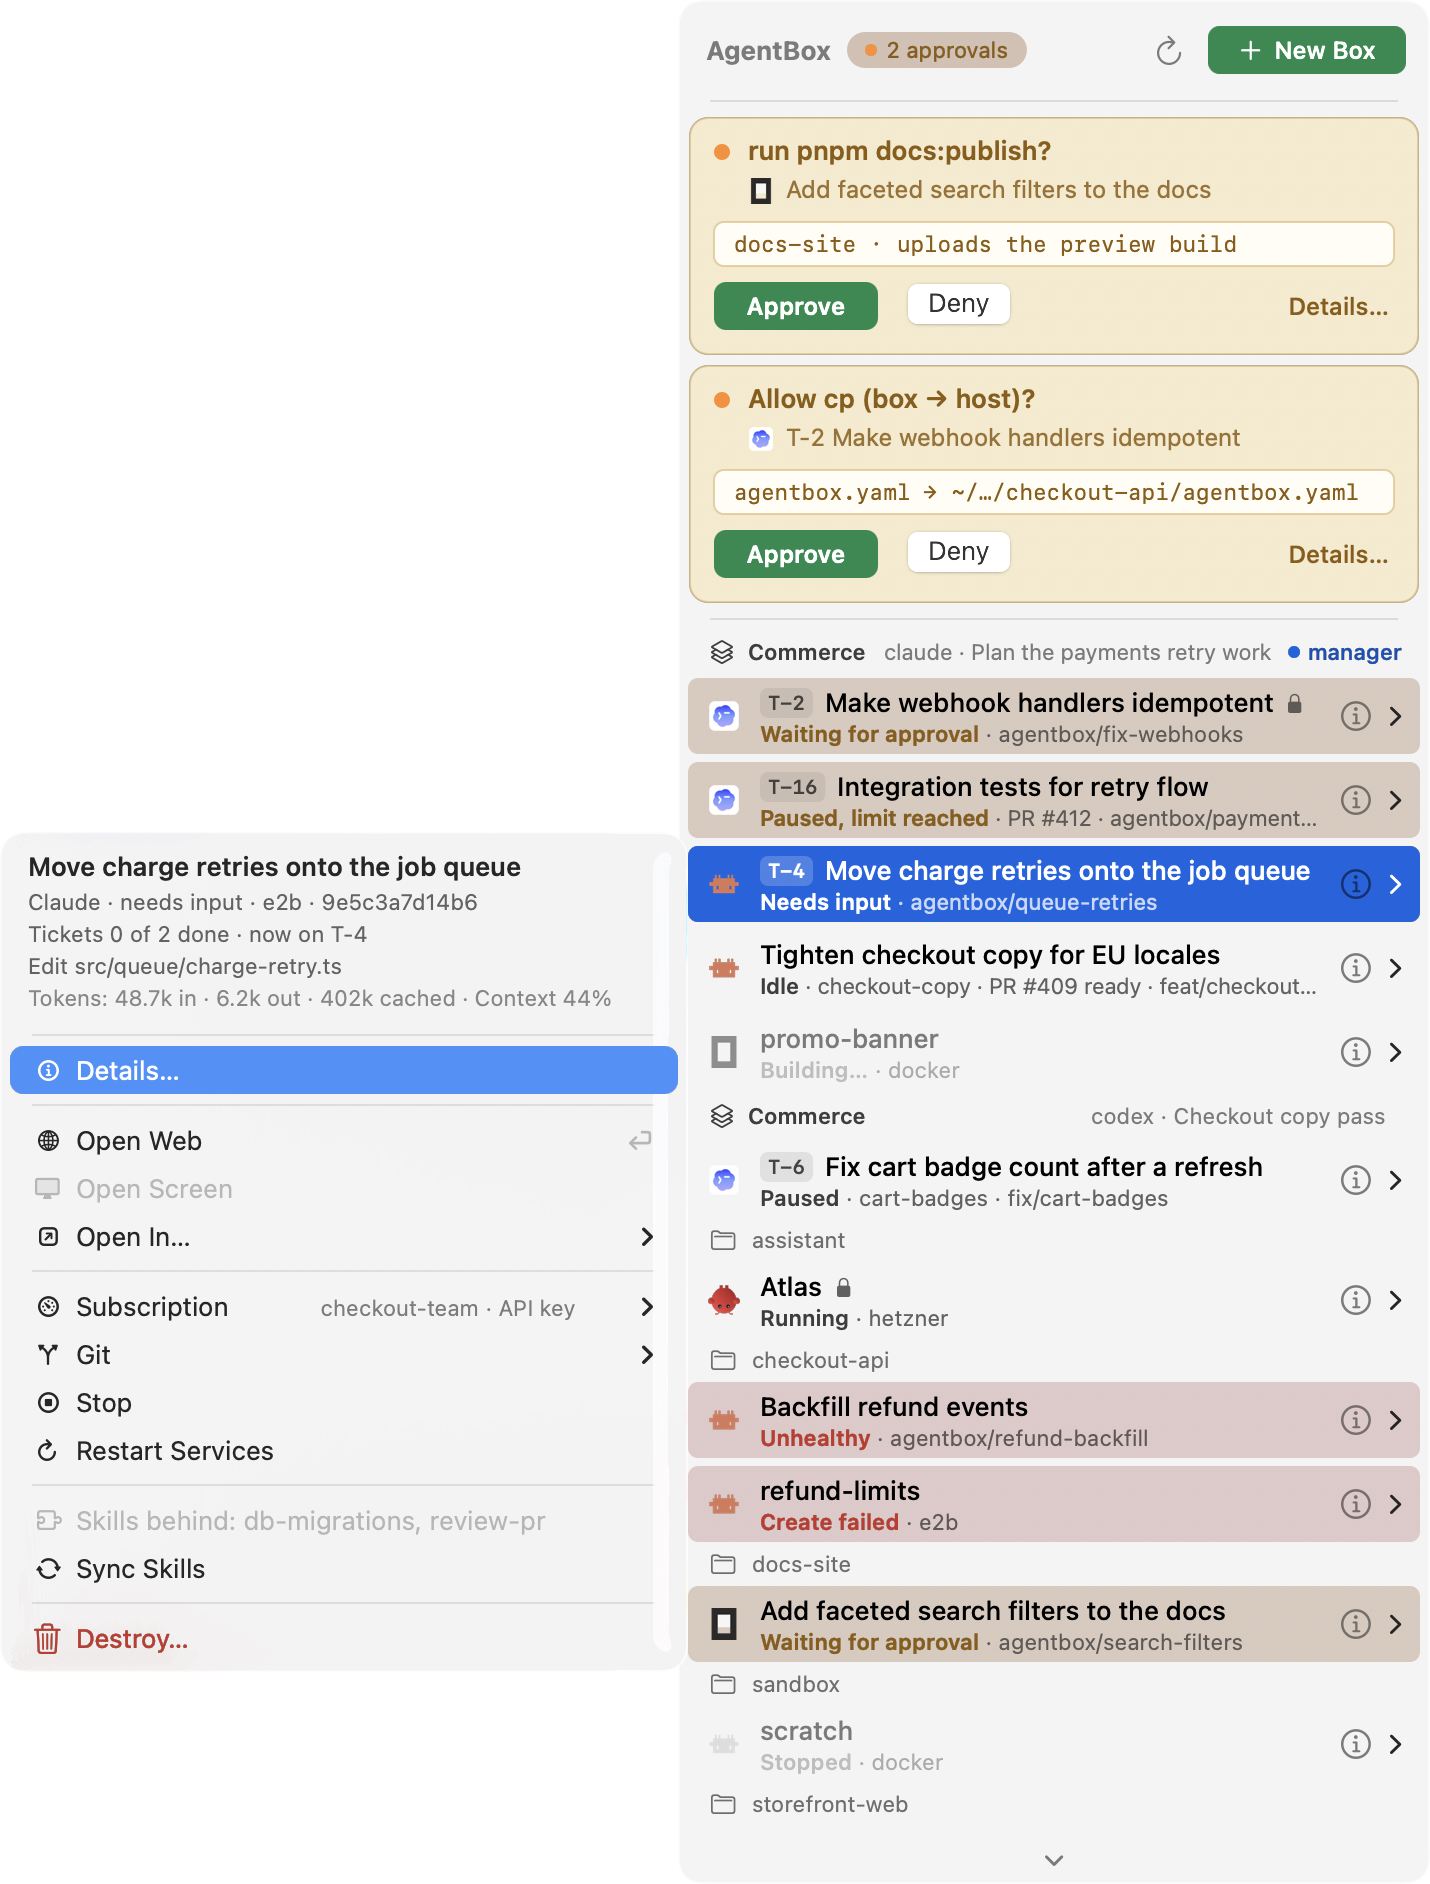 AgentBox
2 approvals
New Box
run pnpm docs:publish?
Add faceted search filters to the docs
docs-site · uploads the preview build
Approve
Deny
Details...
Allow cp (box → host)?
T-2 Make webhook handlers idempotent
agentbox.yaml → ~/…/checkout-api/agentbox.yaml
Approve
Deny
Details...
Commerce claude · Plan the payments retry work manager
T-2 Make webhook handlers idempotent
Waiting for approval · agentbox/fix-webhooks
T-16 Integration tests for retry flow
Paused, limit reached · PR #412 · agentbox/payment...
T-4 Move charge retries onto the job queue
Needs input · agentbox/queue-retries
Tighten checkout copy for EU locales
Idle · checkout-copy · PR #409 ready · feat/checkout...
promo-banner
Building... · docker
Commerce codex · Checkout copy pass
T-6 Fix cart badge count after a refresh
Paused · cart-badges · fix/cart-badges
assistant
Atlas
Running · hetzner
checkout-api
Backfill refund events
Unhealthy · agentbox/refund-backfill
refund-limits
Create failed · e2b
docs-site
Add faceted search filters to the docs
Waiting for approval · agentbox/search-filters
sandbox
scratch
Stopped · docker
storefront-web
Move charge retries onto the job queue
Claude · needs input · e2b · 9e5c3a7d14b6
Tickets 0 of 2 done · now on T-4
Edit src/queue/charge-retry.ts
Tokens: 48.7k in · 6.2k out · 402k cached · Context 44%
Details...
Open Web
Open Screen
Open In...
Subscription checkout-team · API key
Git
Stop
Restart Services
Skills behind: db-migrations, review-pr
Sync Skills
Destroy...